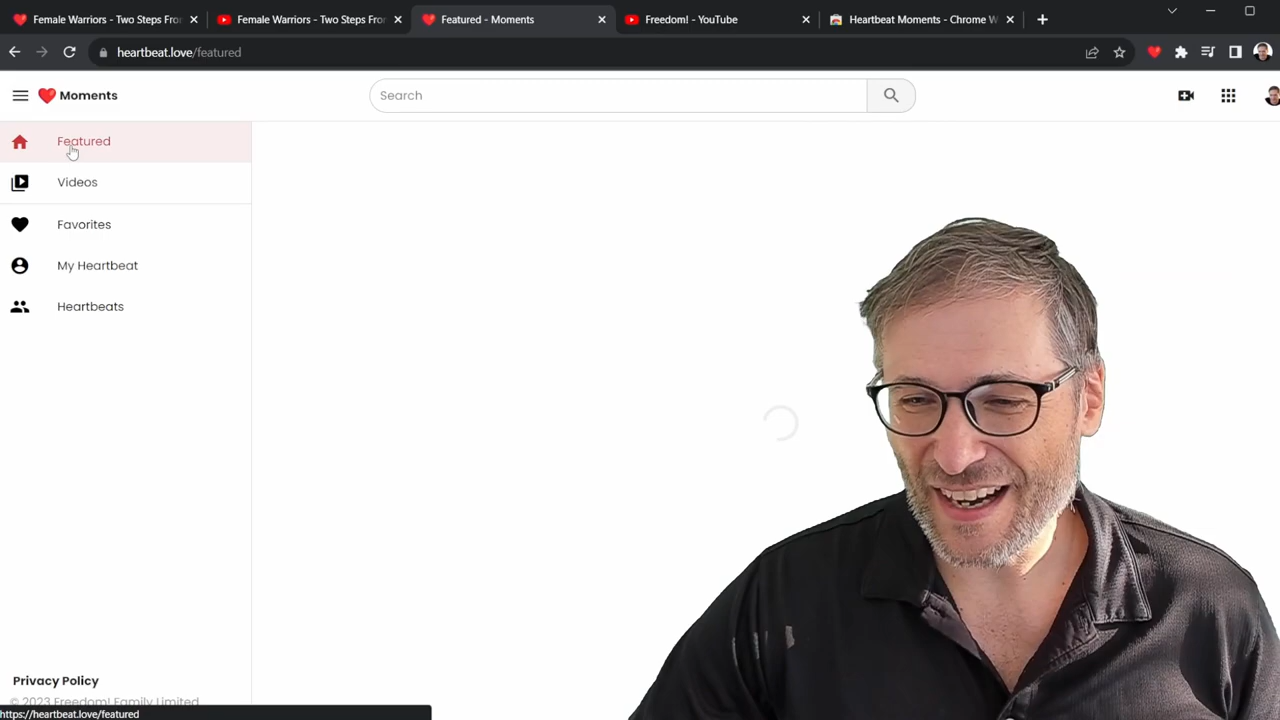 Female Warriors - Two Steps Fro
Female Warriors - Two Steps Fro
Featured - Moments
Freedom! - YouTube
Heartbeat Moments - Chrome W
heartbeat.love/featured
Moments
Search
Featured
Videos
Favorites
My Heartbeat
Heartbeats
Privacy Policy
© 2023 Freedom! Family Limited
https://heartbeat.love/featured